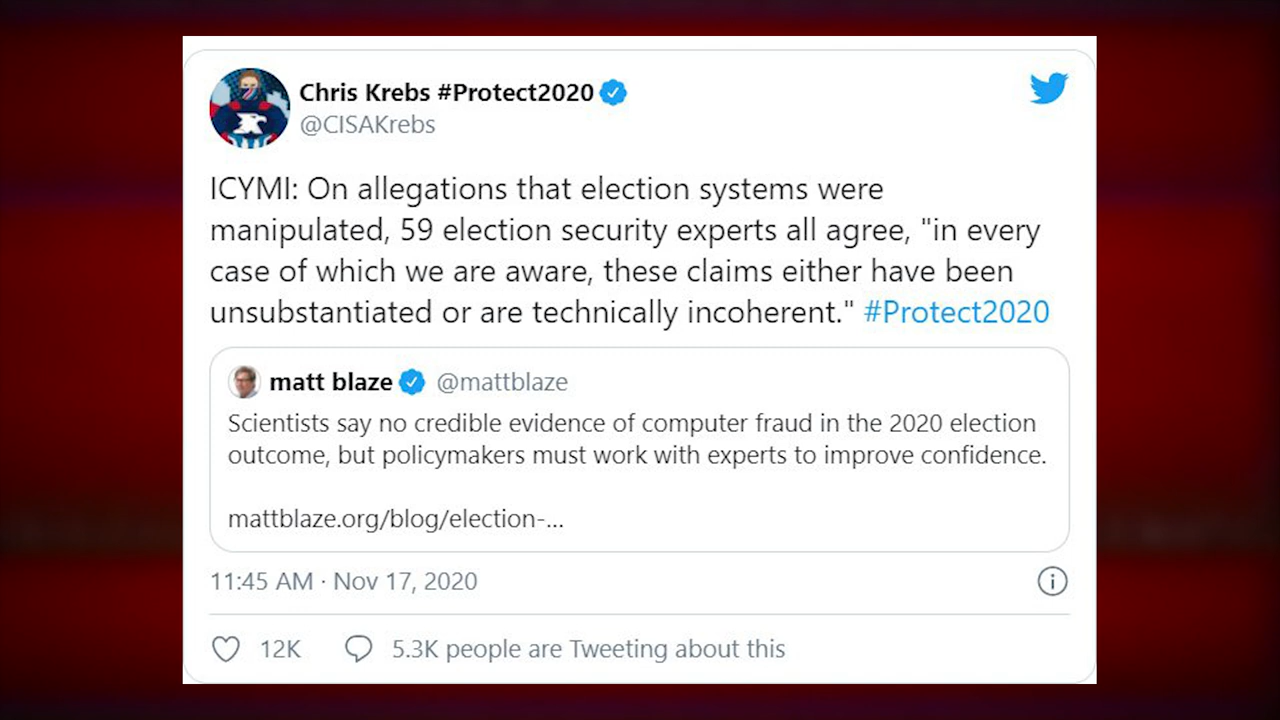 Chris Krebs #Protect2020
@CISAKrebs
ICYMI: On allegations that election systems were
manipulated, 59 election security experts all agree, "in every
case of which we are aware, these claims either have been
unsubstantiated or are technically incoherent." #Protect2020
matt blaze @mattblaze
Scientists say no credible evidence of computer fraud in the 2020 election
outcome, but policymakers must work with experts to improve confidence.
mattblaze.org/blog/election-...
11:45 AM · Nov 17, 2020
12K 5.3K people are Tweeting about this